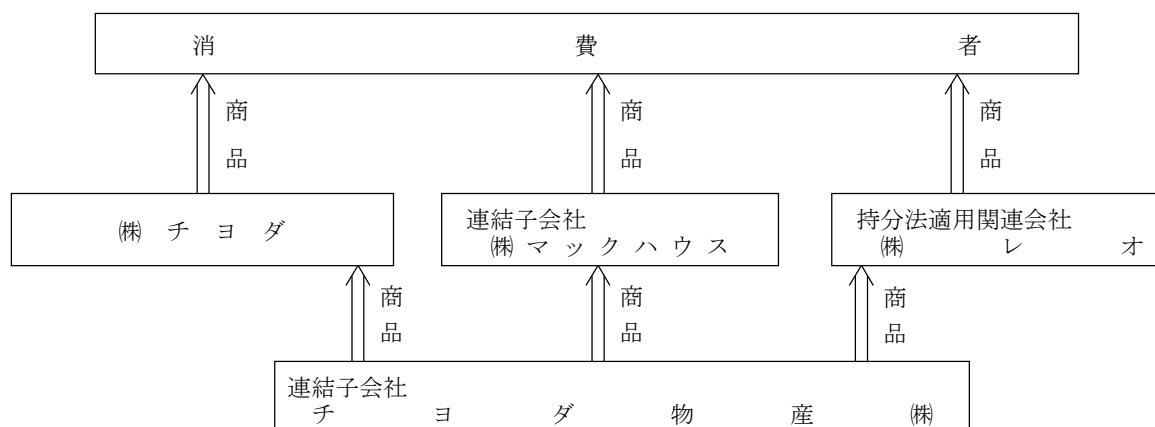 消費者
商品
商品
商品
㈱チヨダ
連結子会社
㈱マックハウス
持分法適用関連会社
㈱レオ
商品
商品
商品
連結子会社
チヨダ物産㈱